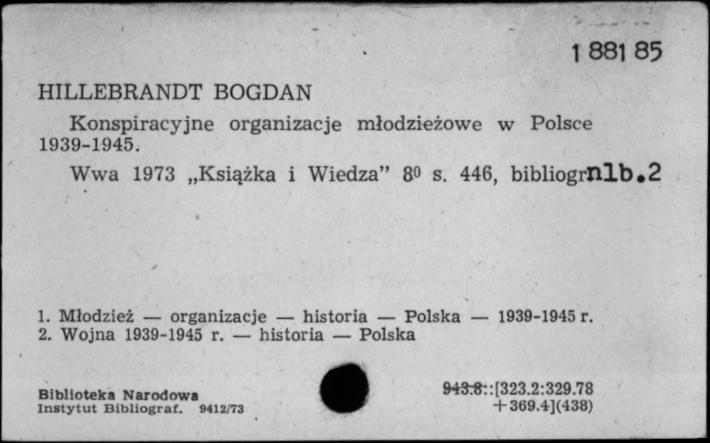 1 881 85
HILLEBRANDT BOGDAN
Konspiracyjne organizacje młodzieżowe w Polsce
1939-1945.
Wwa 1973 „Książka i Wiedza” 8⁰ s. 446, bibliogr nlb.2
1. Młodzież — organizacje — historia — Polska — 1939-1945 r.
2. Wojna 1939-1945 r. — historia — Polska
943.8::[323.2:329.78
Biblioteka Narodowa
Instytut Bibliograf. 9412/73
+369.4](438)